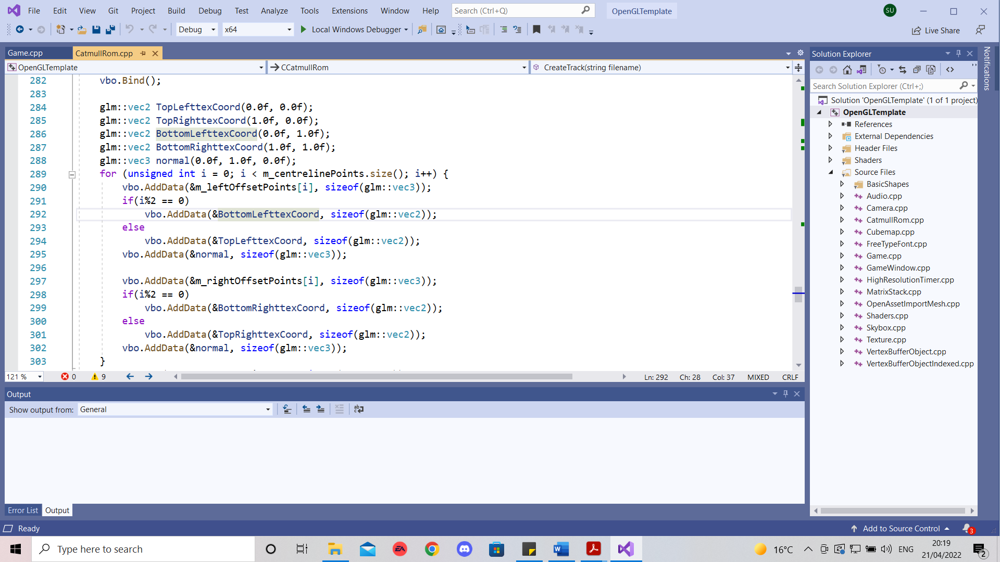 File Edit View Git Project Build Debug Test Analyze Tools Extensions Window Help Search (Ctrl+Q) OpenGLTemplate SU
Debug x64 Local Windows Debugger Live Share
Game.cpp CatmullRom.cpp
OpenGLTemplate CCatmullRom CreateTrack(string filename)
282 vbo.Bind();
283
284 glm::vec2 TopLefttexCoord(0.0f, 0.0f);
285 glm::vec2 TopRighttexCoord(1.0f, 0.0f);
286 glm::vec2 BottomLefttexCoord(0.0f, 1.0f);
287 glm::vec2 BottomRighttexCoord(1.0f, 1.0f);
288 glm::vec3 normal(0.0f, 1.0f, 0.0f);
289 for (unsigned int i = 0; i < m_centrelinePoints.size(); i++) {
290 vbo.AddData(&m_leftOffsetPoints[i], sizeof(glm::vec3));
291 if(i%2 == 0)
292 vbo.AddData(&BottomLefttexCoord, sizeof(glm::vec2));
293 else
294 vbo.AddData(&TopLefttexCoord, sizeof(glm::vec2));
295 vbo.AddData(&normal, sizeof(glm::vec3));
296
297 vbo.AddData(&m_rightOffsetPoints[i], sizeof(glm::vec3));
298 if(i%2 == 0)
299 vbo.AddData(&BottomRighttexCoord, sizeof(glm::vec2));
300 else
301 vbo.AddData(&TopRighttexCoord, sizeof(glm::vec2));
302 vbo.AddData(&normal, sizeof(glm::vec3));
303 }
121 % 0 9 Ln: 292 Ch: 28 Col: 37 MIXED CRLF
Output
Show output from: General
Error List Output
Solution Explorer
Search Solution Explorer (Ctrl+;)
Solution 'OpenGLTemplate' (1 of 1 project)
OpenGLTemplate
References
External Dependencies
Header Files
Shaders
Source Files
BasicShapes
Audio.cpp
Camera.cpp
CatmullRom.cpp
Cubemap.cpp
FreeTypeFont.cpp
Game.cpp
GameWindow.cpp
HighResolutionTimer.cpp
MatrixStack.cpp
OpenAssetImportMesh.cpp
Shaders.cpp
Skybox.cpp
Texture.cpp
VertexBufferObject.cpp
VertexBufferObjectIndexed.cpp
Notifications
Ready Add to Source Control 3
Type here to search EA W 16°C ENG 20:19
21/04/2022 2